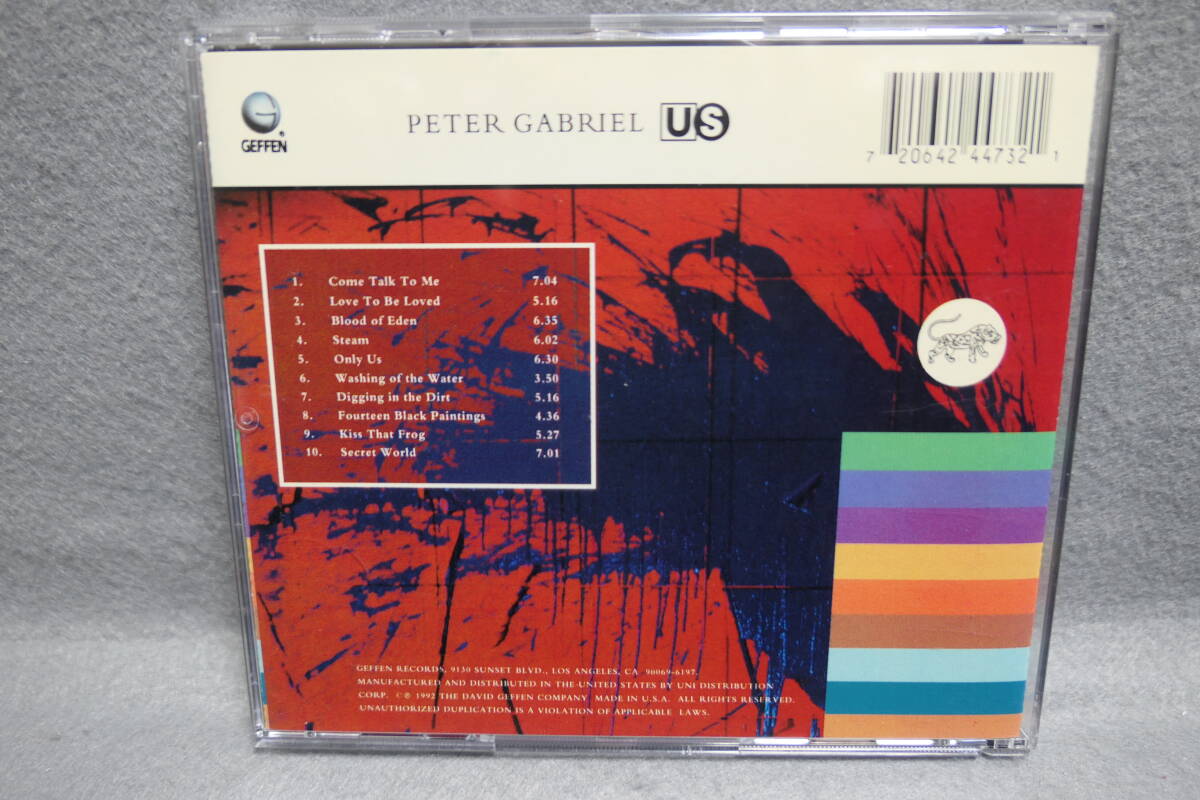 GEFFEN
PETER GABRIEL US
7 20642 44732 1
1. Come Talk To Me 7.04
2. Love To Be Loved 5.16
3. Blood of Eden 6.35
4. Steam 6.02
5. Only Us 6.30
6. Washing of the Water 3.50
7. Digging in the Dirt 5.16
8. Fourteen Black Paintings 4.36
9. Kiss That Frog 5.27
10. Secret World 7.01
GEFFEN RECORDS, 9130 SUNSET BLVD., LOS ANGELES, CA 90069-6197.
MANUFACTURED AND DISTRIBUTED IN THE UNITED STATES BY UNI DISTRIBUTION
CORP. ©℗ 1992 THE DAVID GEFFEN COMPANY. MADE IN U.S.A. ALL RIGHTS RESERVED.
UNAUTHORIZED DUPLICATION IS A VIOLATION OF APPLICABLE LAWS.